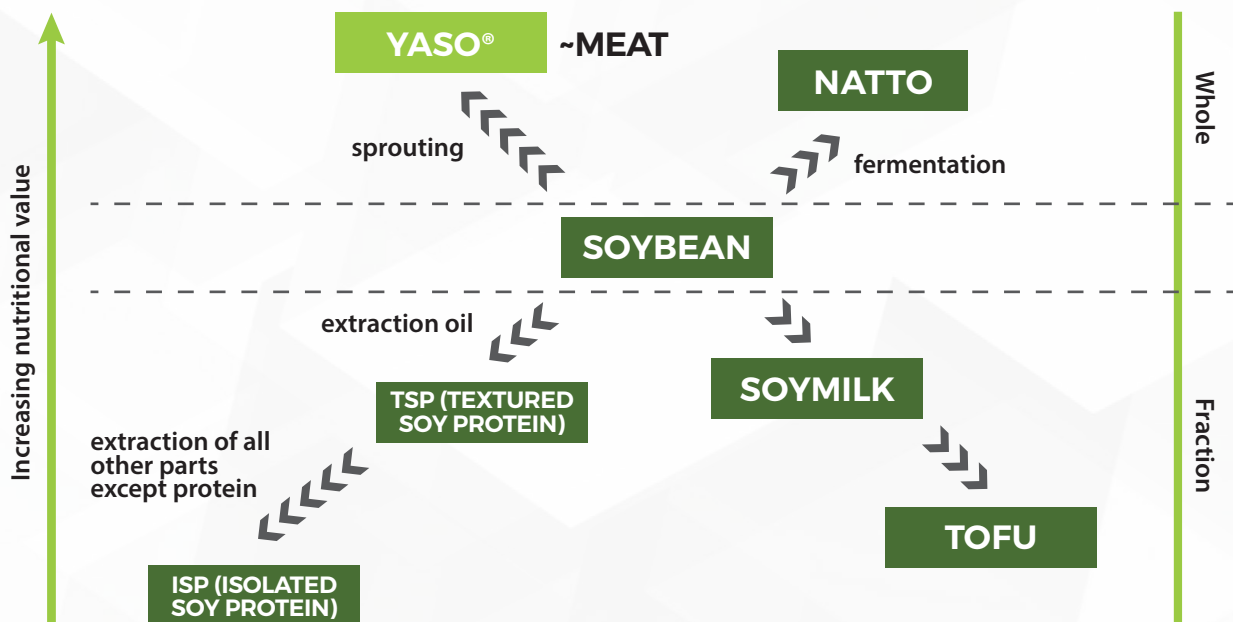 YASO®
~MEAT
NATTO
sprouting
fermentation
SOYBEAN
extraction oil
TSP (TEXTURED
SOY PROTEIN)
SOYMILK
extraction of all
other parts
except protein
TOFU
ISP (ISOLATED
SOY PROTEIN)
Increasing nutritional value
Whole
Fraction